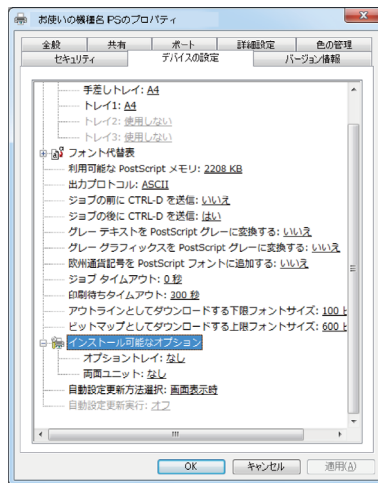 お使いの機種名 PSのプロパティ
全般 共有 ポート 詳細設定 色の管理
セキュリティ デバイスの設定 バージョン情報
手差しトレイ: A4
トレイ1: A4
トレイ2: 使用しない
トレイ3: 使用しない
フォント代替表
利用可能な PostScript メモリ: 2208 KB
出力プロトコル: ASCII
ジョブの前に CTRL-D を送信: いいえ
ジョブの後に CTRL-D を送信: はい
グレー テキストを PostScript グレーに変換する: いいえ
グレー グラフィックスを PostScript グレーに変換する: いいえ
欧州通貨記号を PostScript フォントに追加する: いいえ
ジョブ タイムアウト: 0 秒
印刷待ちタイムアウト: 300 秒
アウトラインとしてダウンロードする下限フォントサイズ: 100 ピ
ビットマップとしてダウンロードする上限フォントサイズ: 600 ピ
インストール可能なオプション
オプショントレイ: なし
両面ユニット: なし
自動設定更新方法選択: 画面表示時
自動設定更新実行: オフ
OK キャンセル 適用(A)